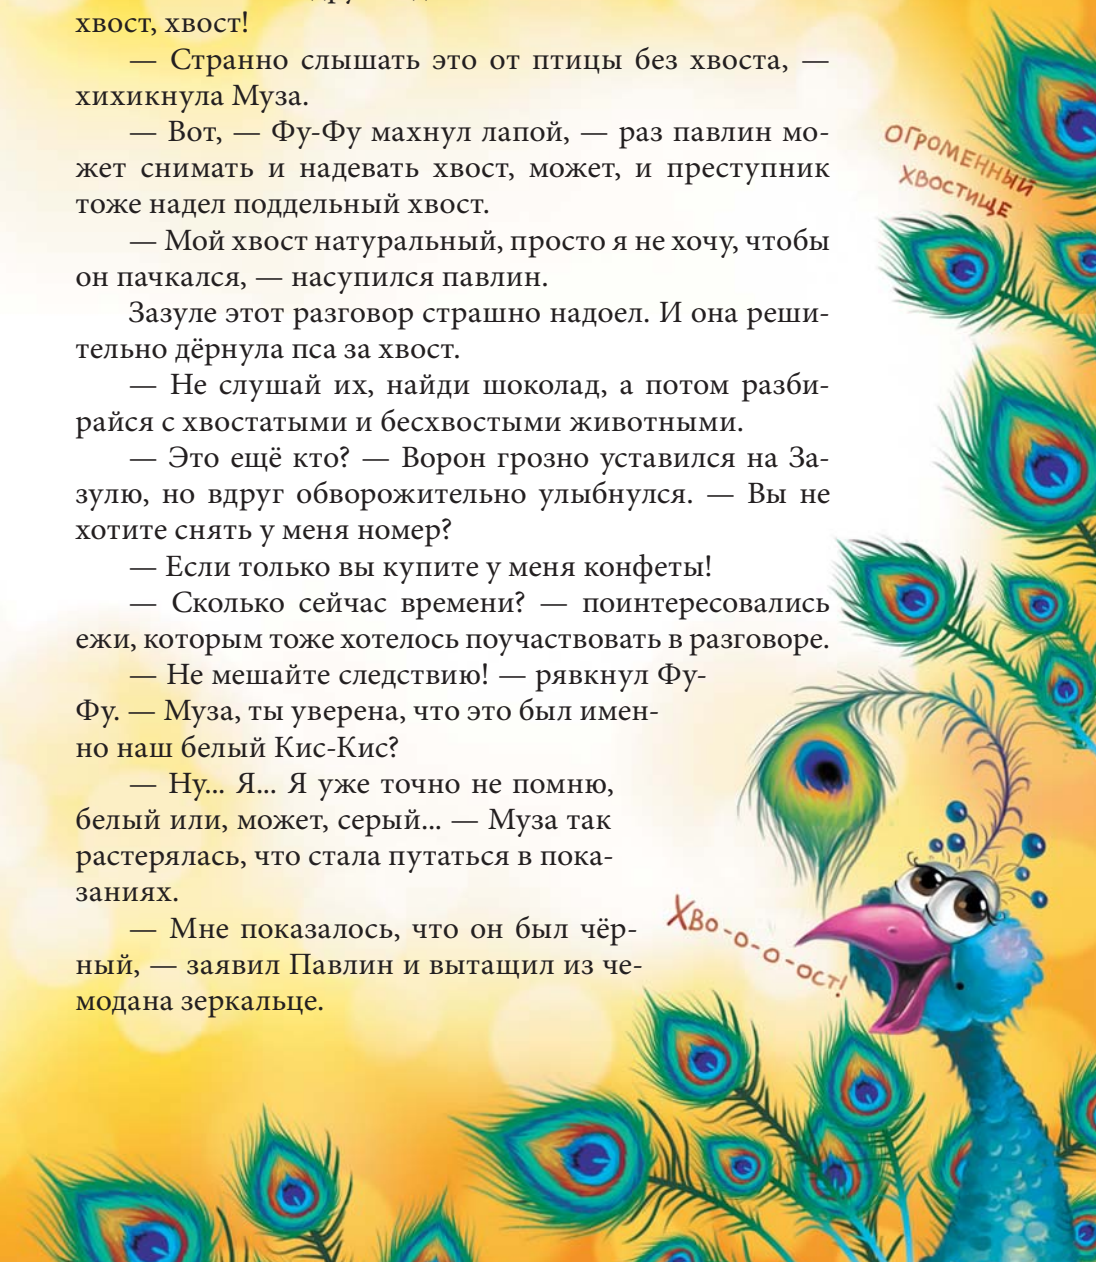 хвост, хвост!
— Странно слышать это от птицы без хвоста, —
хихикнула Муза.
— Вот, — Фу-Фу махнул лапой, — раз павлин мо-
жет снимать и надевать хвост, может, и преступник
тоже надел поддельный хвост.
— Мой хвост натуральный, просто я не хочу, чтобы
он пачкался, — насупился павлин.
Зазуле этот разговор страшно надоел. И она реши-
тельно дёрнула пса за хвост.
— Не слушай их, найди шоколад, а потом разби-
райся с хвостатыми и бесхвостыми животными.
— Это ещё кто? — Ворон грозно уставился на За-
зулю, но вдруг обворожительно улыбнулся. — Вы не
хотите снять у меня номер?
— Если только вы купите у меня конфеты!
— Сколько сейчас времени? — поинтересовались
ежи, которым тоже хотелось поучаствовать в разговоре.
— Не мешайте следствию! — рявкнул Фу-
Фу. — Муза, ты уверена, что это был имен-
но наш белый Кис-Кис?
— Ну... Я... Я уже точно не помню,
белый или, может, серый... — Муза так
растерялась, что стала путаться в пока-
заниях.
— Мне показалось, что он был чёр-
ный, — заявил Павлин и вытащил из че-
модана зеркальце.
ОГРОМЕННЫЙ
ХВОСТИЩЕ
ХВО-О-О-ОСТ!